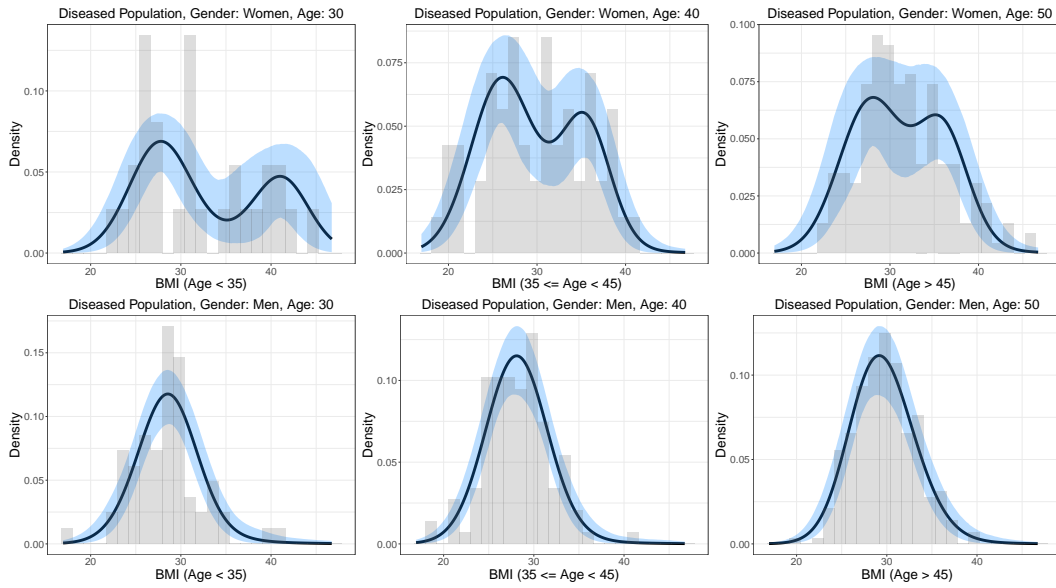 Diseased Population, Gender: Women, Age: 30
Density
0.10
0.05
0.00
20 30 40
BMI (Age < 35)
Diseased Population, Gender: Women, Age: 40
Density
0.075
0.050
0.025
0.000
20 30 40
BMI (35 <= Age < 45)
Diseased Population, Gender: Women, Age: 50
Density
0.100
0.075
0.050
0.025
0.000
20 30 40
BMI (Age > 45)
Diseased Population, Gender: Men, Age: 30
Density
0.15
0.10
0.05
0.00
20 30 40
BMI (Age < 35)
Diseased Population, Gender: Men, Age: 40
Density
0.10
0.05
0.00
20 30 40
BMI (35 <= Age < 45)
Diseased Population, Gender: Men, Age: 50
Density
0.10
0.05
0.00
20 30 40
BMI (Age > 45)